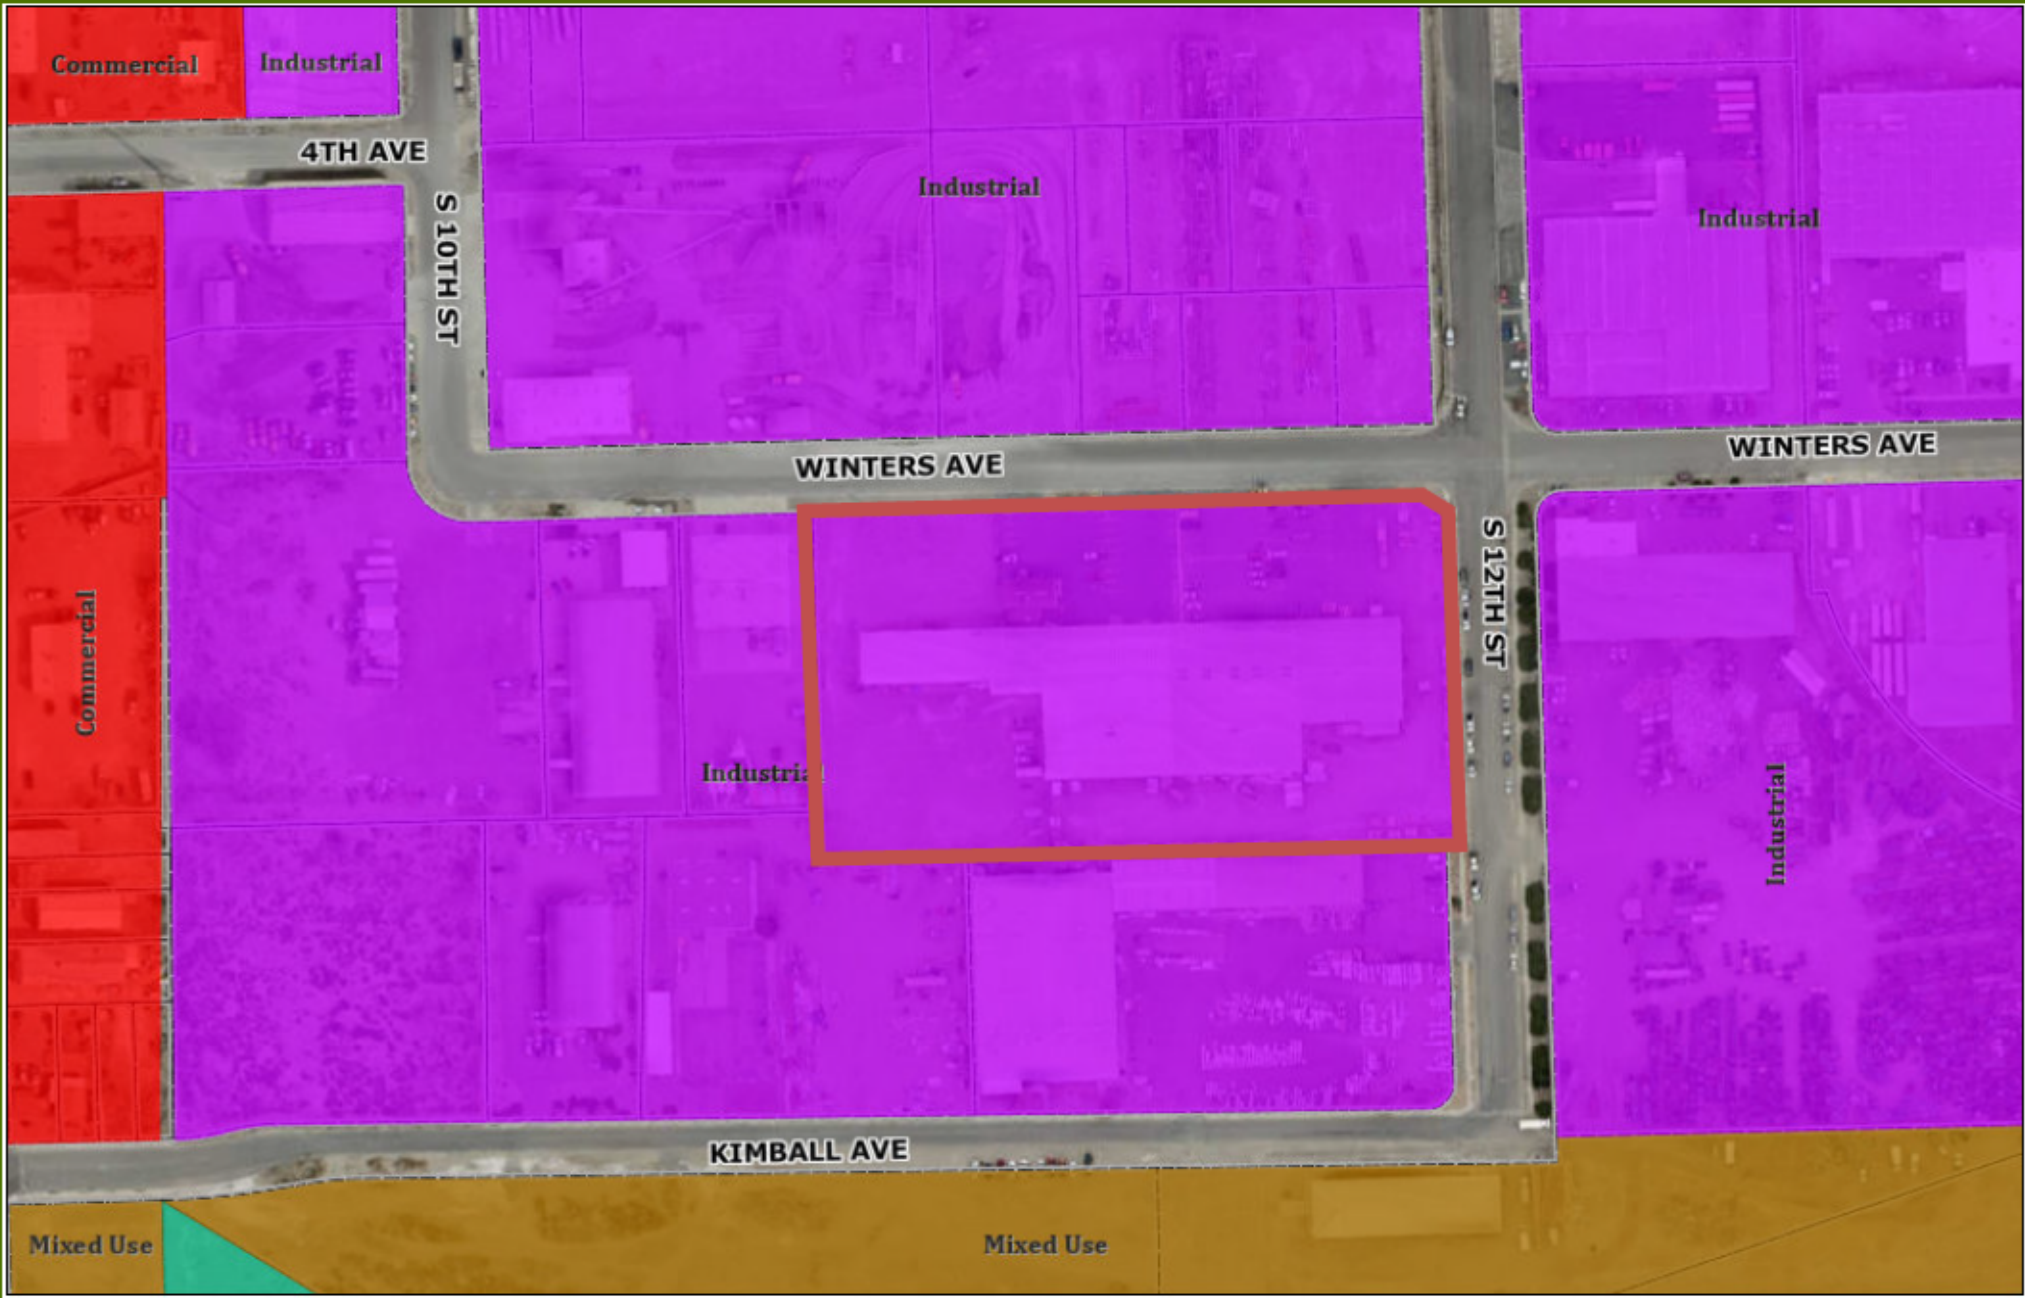 Commercial
Industrial
4TH AVE
Industrial
Industrial
S 10TH ST
WINTERS AVE
WINTERS AVE
S 12TH ST
Commercial
Industrial
Industrial
KIMBALL AVE
Mixed Use
Mixed Use